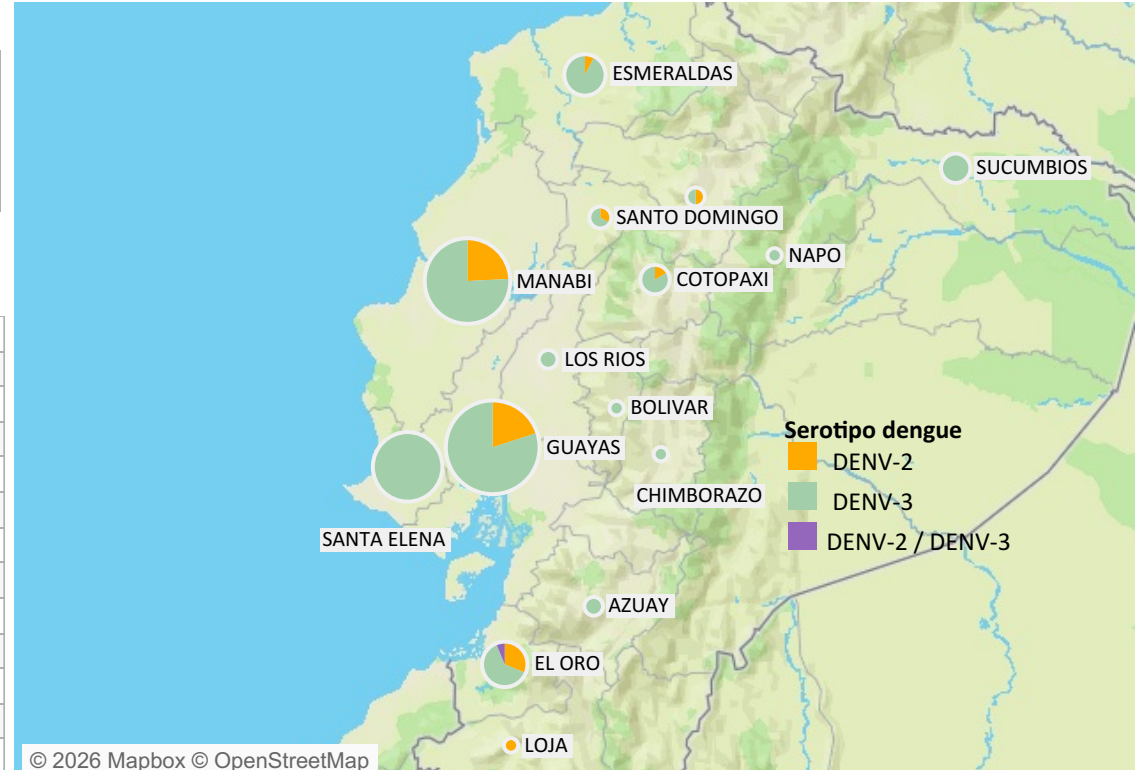 ESMERALDAS
SUCUMBIOS
SANTO DOMINGO
NAPO
MANABI
COTOPAXI
LOS RIOS
BOLIVAR
GUAYAS
CHIMBORAZO
SANTA ELENA
Serotipo dengue
DENV-2
DENV-3
DENV-2 / DENV-3
AZUAY
EL ORO
LOJA
© 2026 Mapbox © OpenStreetMap